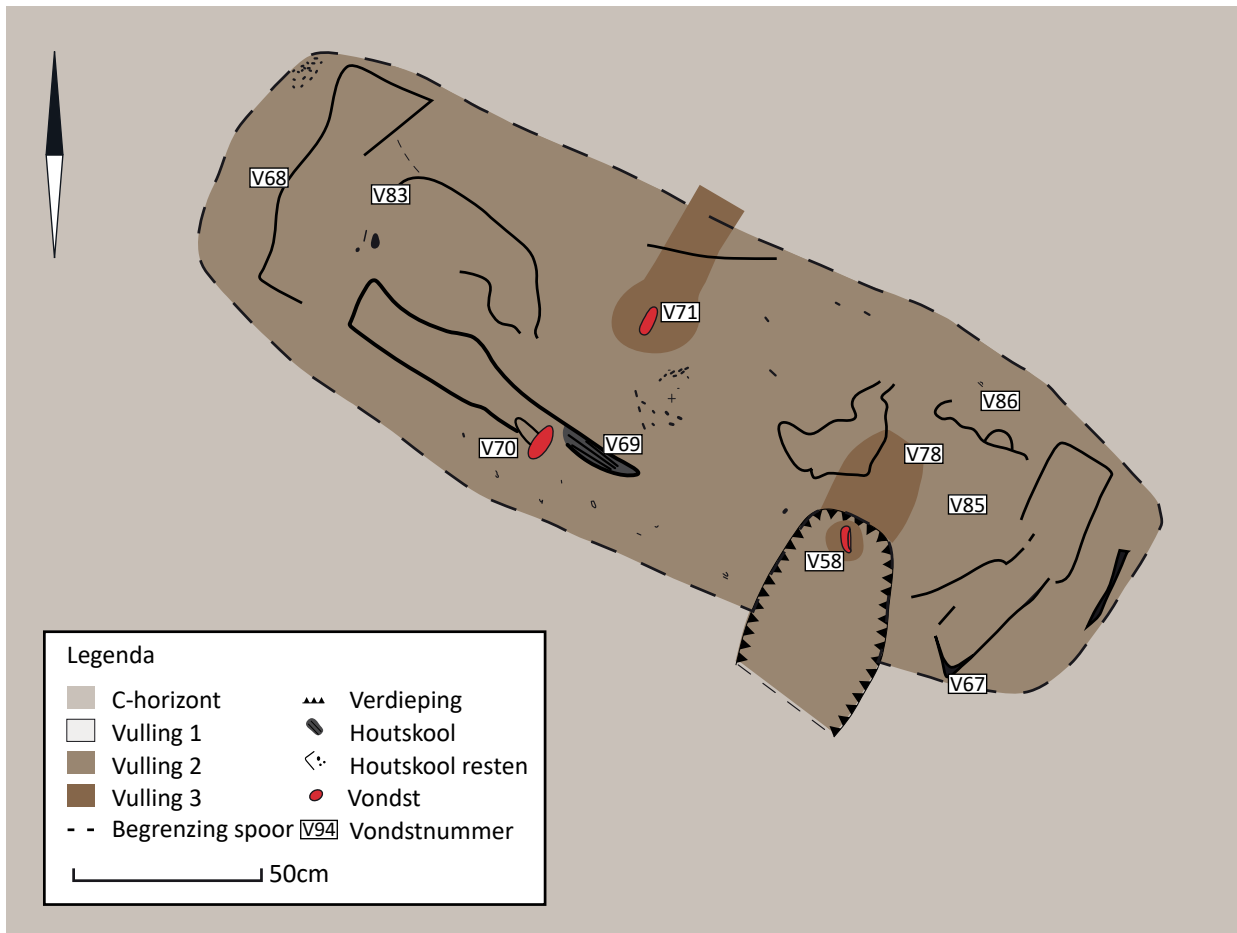 V68
V83
V71
V86
V69
V70
V78
V85
V58
V67
Legenda
C-horizont
Vulling 1
Vulling 2
Vulling 3
Begrenzing spoor
Verdieping
Houtskool
Houtskool resten
Vondst
V94 Vondstnummer
50cm